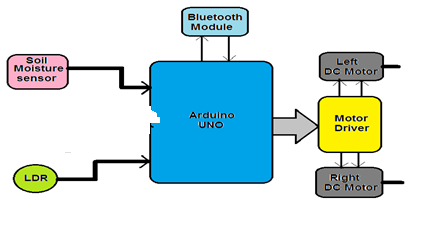 Bluetooth
Module
Soil
Moisture
sensor
Left
DC Motor
Arduino
UNO
Motor
Driver
LDR
Right
DC Motor